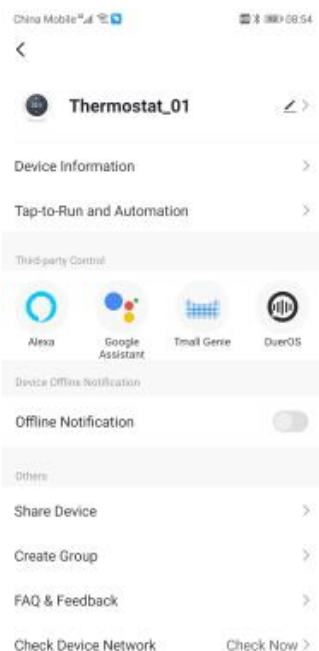 China Mobile 08:54
Thermostat_01
Device Information
Tap-to-Run and Automation
Third-party Control
Alexa
Google Assistant
Tmall Genie
DuerOS
Device Offline Notification
Offline Notification
Others
Share Device
Create Group
FAQ & Feedback
Check Device Network Check Now